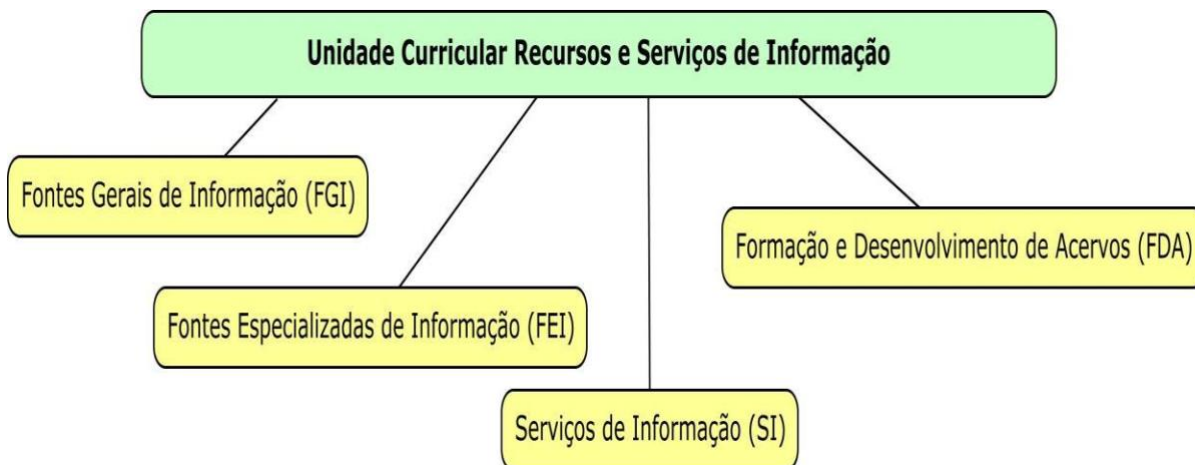 Unidade Curricular Recursos e Serviços de Informação
Fontes Gerais de Informação (FGI)
Formação e Desenvolvimento de Acervos (FDA)
Fontes Especializadas de Informação (FEI)
Serviços de Informação (SI)